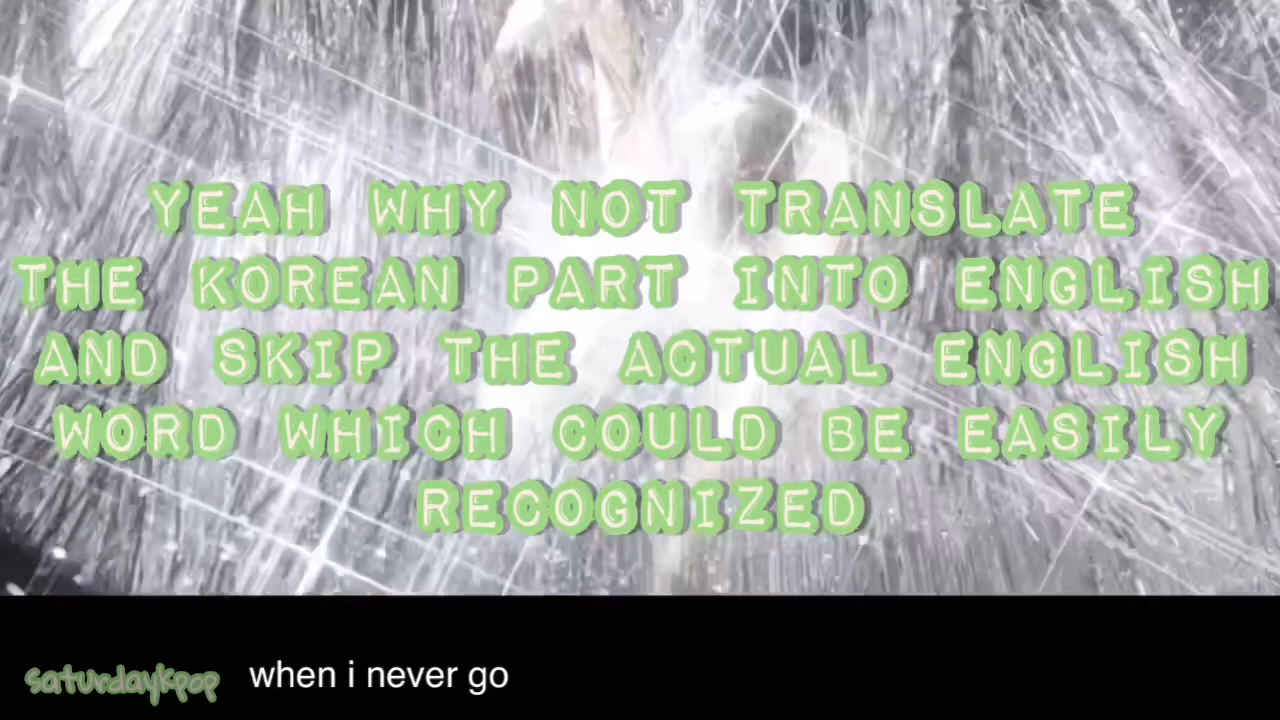 YEAH WHY NOT TRANSLATE
THE KOREAN PART INTO ENGLISH
AND SKIP THE ACTUAL ENGLISH
WORD WHICH COULD BE EASILY
RECOGNIZED
saturdaykpop
when i never go